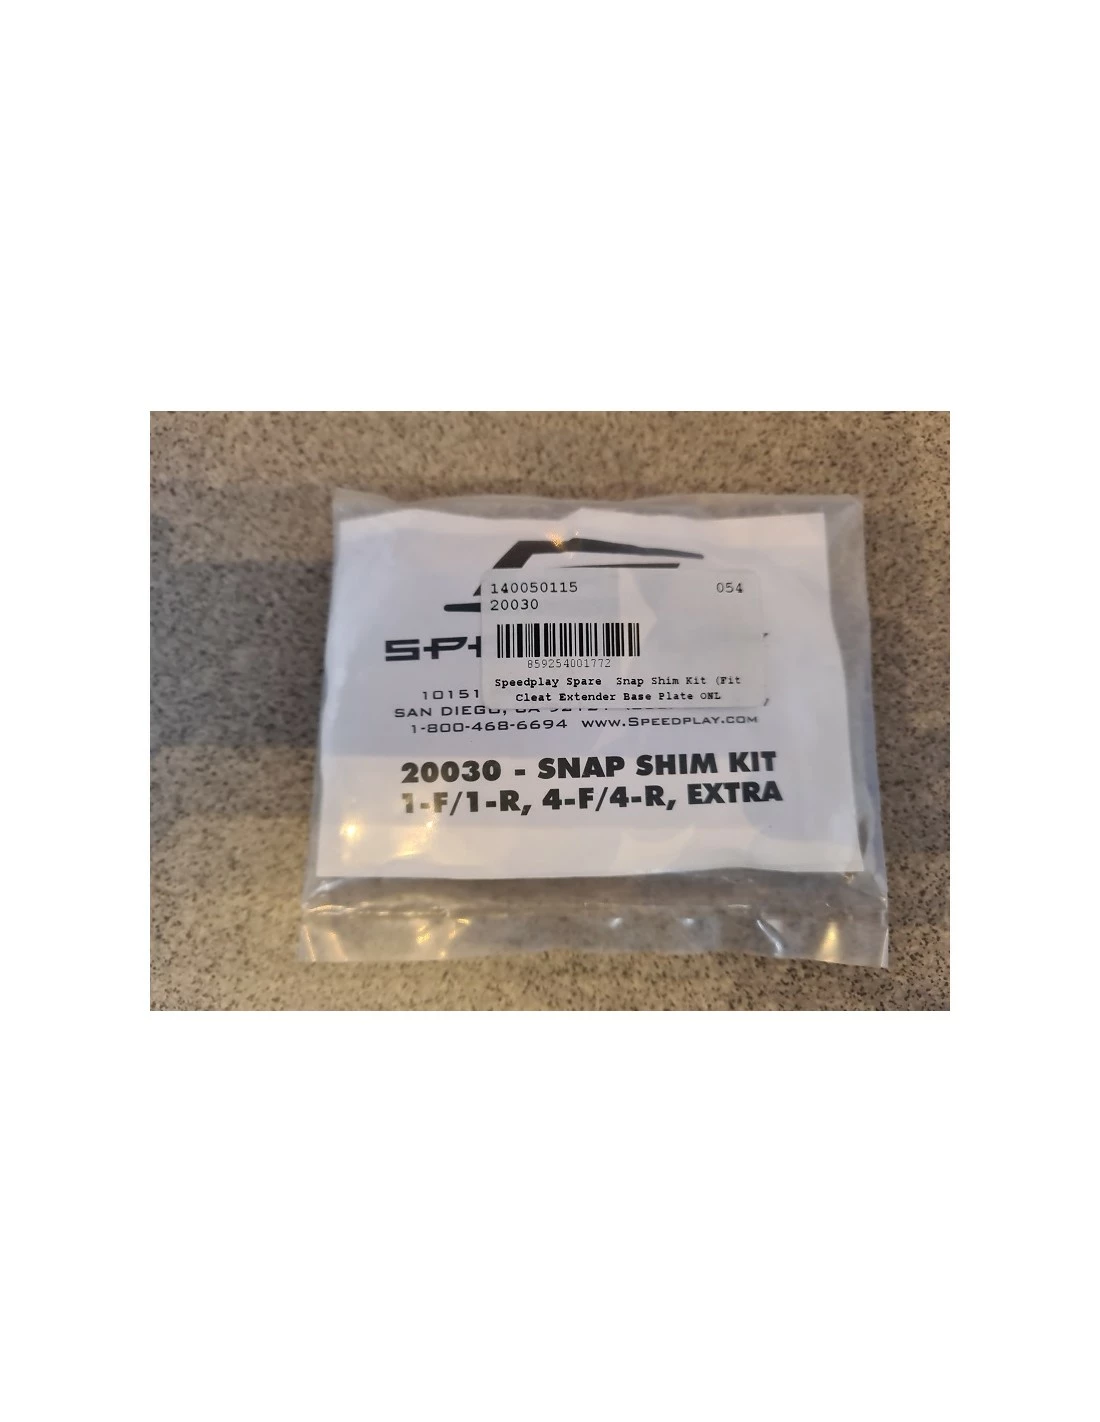 140050115 054
20030
859254001772
Speedplay Spare Snap Shim Kit (Fit
Cleat Extender Base Plate ONL
10151
SAN DIEGO, CA
1-800-468-6694 www.Speedplay.com
20030 - SNAP SHIM KIT
1-F/1-R, 4-F/4-R, EXTRA